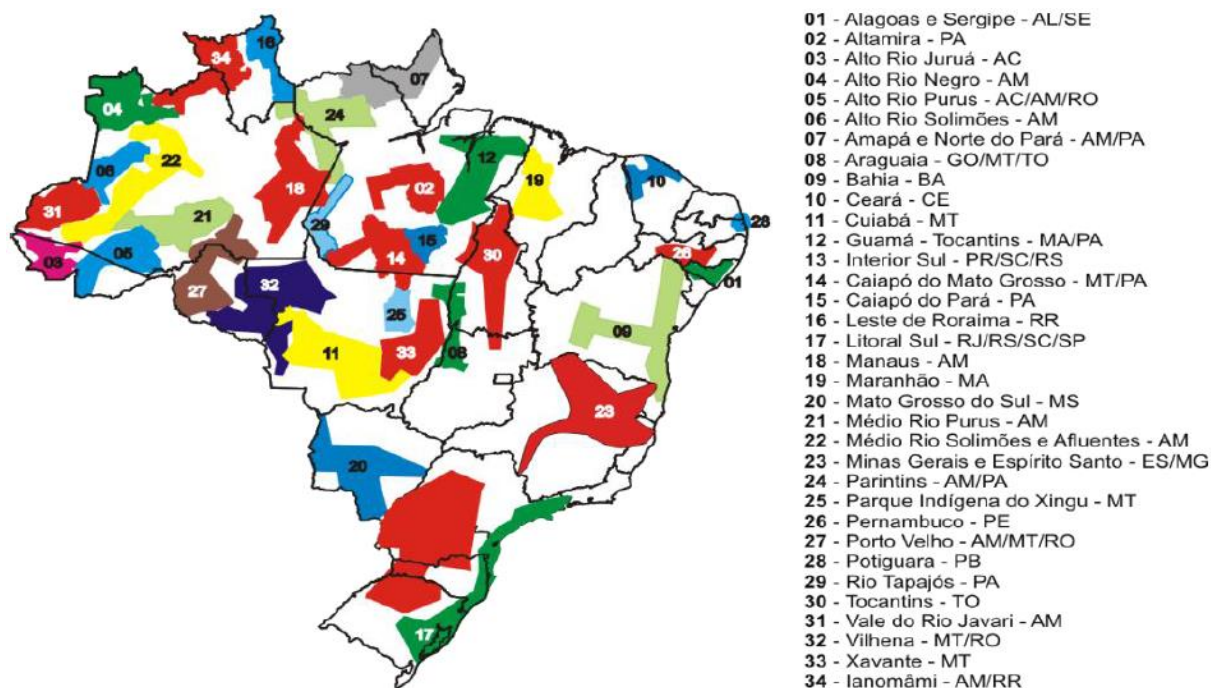 34
16
07
04
24
22
06
12
18
02
19
10
31
21
29
28
15
03
05
14
30
26
01
27
32
25
09
11
33
08
23
20
17
01 - Alagoas e Sergipe - AL/SE
02 - Altamira - PA
03 - Alto Rio Juruá - AC
04 - Alto Rio Negro - AM
05 - Alto Rio Purus - AC/AM/RO
06 - Alto Rio Solimões - AM
07 - Amapá e Norte do Pará - AM/PA
08 - Araguaia - GO/MT/TO
09 - Bahia - BA
10 - Ceará - CE
11 - Cuiabá - MT
12 - Guamá - Tocantins - MA/PA
13 - Interior Sul - PR/SC/RS
14 - Caiapó do Mato Grosso - MT/PA
15 - Caiapó do Pará - PA
16 - Leste de Roraima - RR
17 - Litoral Sul - RJ/RS/SC/SP
18 - Manaus - AM
19 - Maranhão - MA
20 - Mato Grosso do Sul - MS
21 - Médio Rio Purus - AM
22 - Médio Rio Solimões e Afluentes - AM
23 - Minas Gerais e Espírito Santo - ES/MG
24 - Parintins - AM/PA
25 - Parque Indígena do Xingu - MT
26 - Pernambuco - PE
27 - Porto Velho - AM/MT/RO
28 - Potiguara - PB
29 - Rio Tapajós - PA
30 - Tocantins - TO
31 - Vale do Rio Javari - AM
32 - Vilhena - MT/RO
33 - Xavante - MT
34 - Ianomâmi - AM/RR